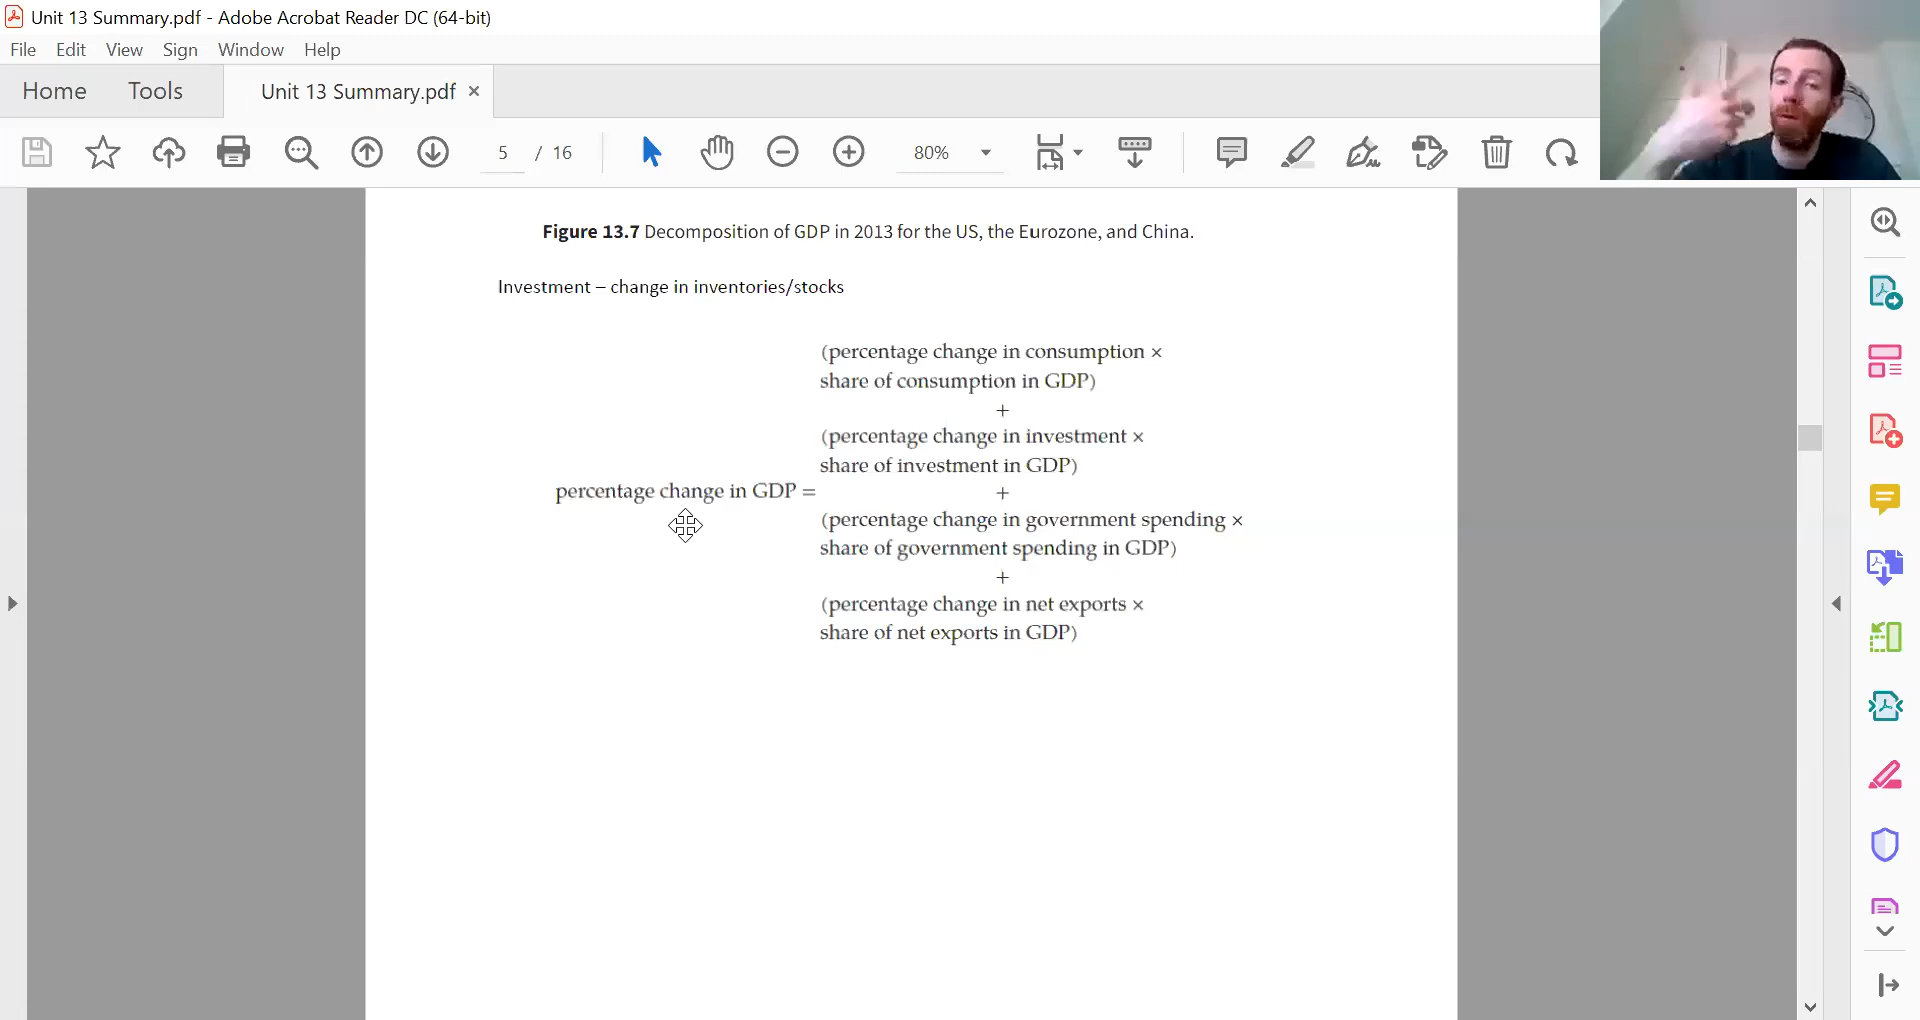 Unit 13 Summary.pdf - Adobe Acrobat Reader DC (64-bit)
File Edit View Sign Window Help
Home Tools Unit 13 Summary.pdf ×
5 / 16 80%
Figure 13.7 Decomposition of GDP in 2013 for the US, the Eurozone, and China.
Investment – change in inventories/stocks
(percentage change in consumption ×
share of consumption in GDP)
+
(percentage change in investment ×
share of investment in GDP)
percentage change in GDP = +
(percentage change in government spending ×
share of government spending in GDP)
+
(percentage change in net exports ×
share of net exports in GDP)